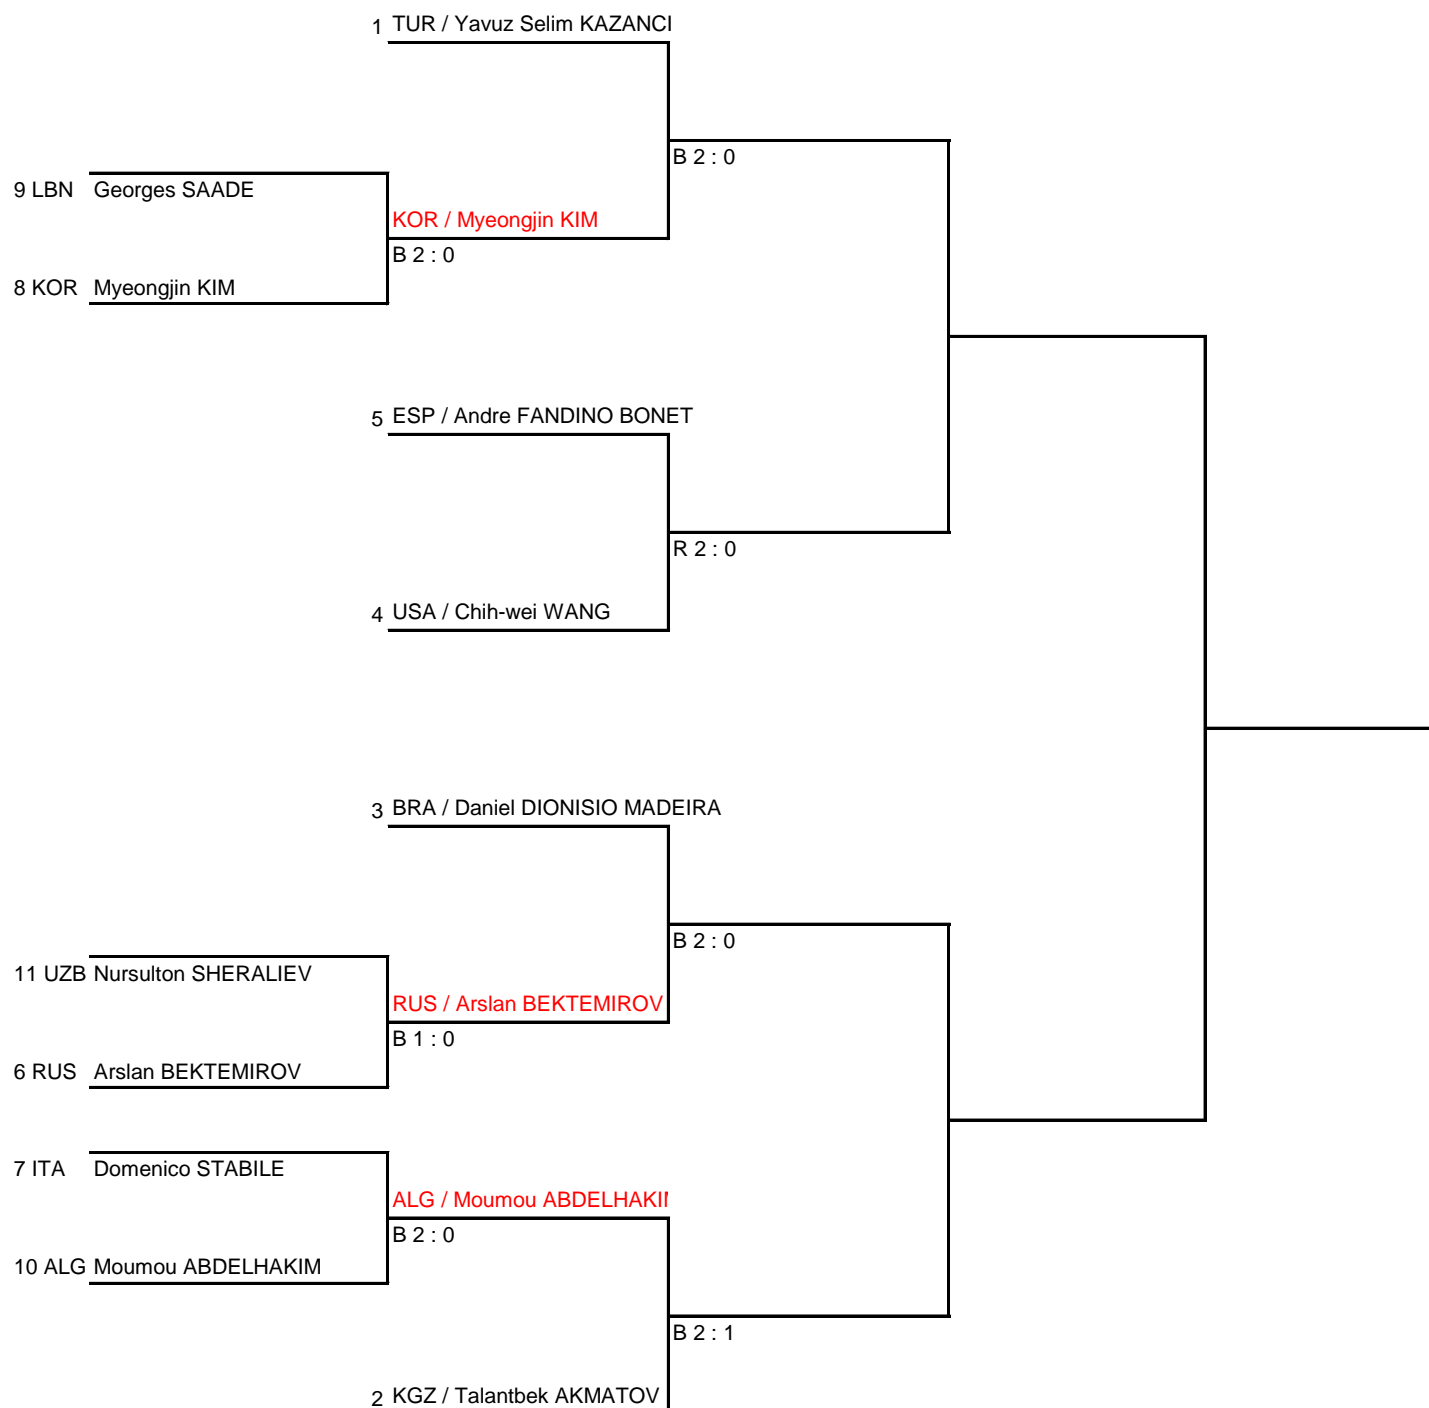 1 TUR / Yavuz Selim KAZANCI
B 2 : 0
9 LBN Georges SAADE
KOR / Myeongjin KIM
B 2 : 0
8 KOR Myeongjin KIM
5 ESP / Andre FANDINO BONET
R 2 : 0
4 USA / Chih-wei WANG
3 BRA / Daniel DIONISIO MADEIRA
B 2 : 0
11 UZB Nursulton SHERALIEV
RUS / Arslan BEKTEMIROV
B 1 : 0
6 RUS Arslan BEKTEMIROV
7 ITA Domenico STABILE
ALG / Moumou ABDELHAKIM
B 2 : 0
10 ALG Moumou ABDELHAKIM
B 2 : 1
2 KGZ / Talantbek AKMATOV